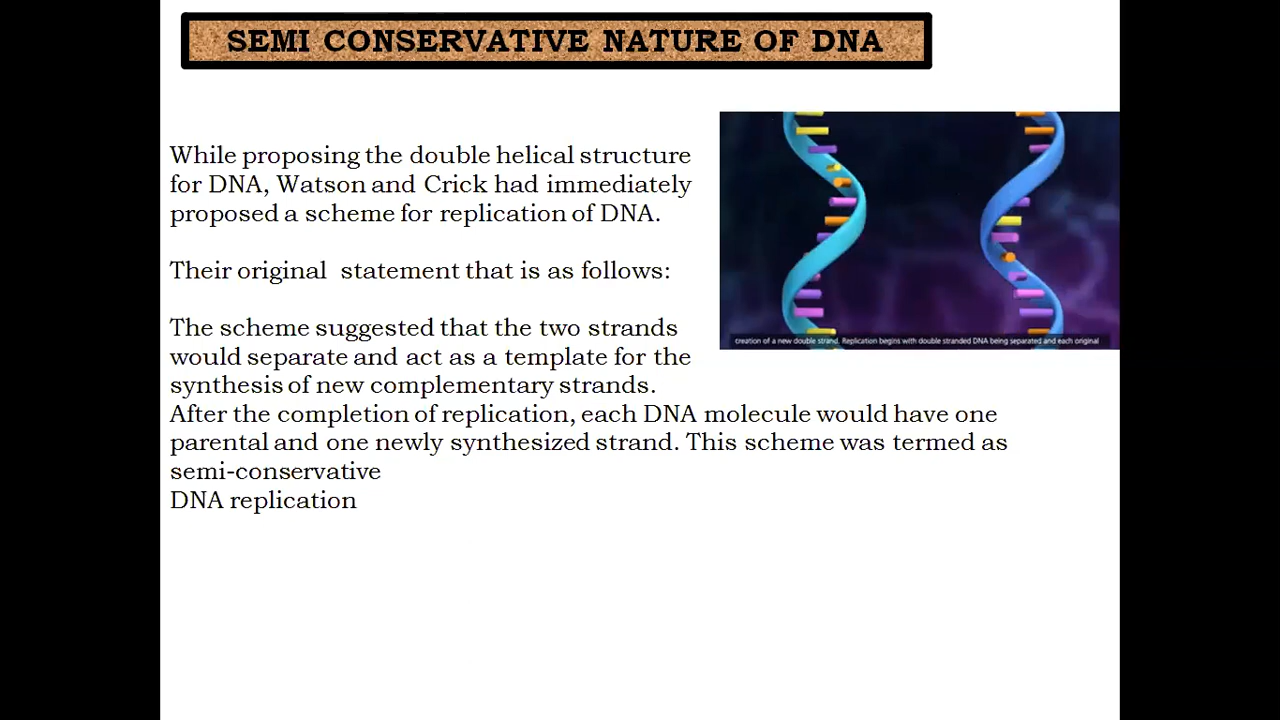 SEMI CONSERVATIVE NATURE OF DNA
While proposing the double helical structure
for DNA, Watson and Crick had immediately
proposed a scheme for replication of DNA.
Their original  statement that is as follows:
The scheme suggested that the two strands
would separate and act as a template for the
synthesis of new complementary strands.
After the completion of replication, each DNA molecule would have one
parental and one newly synthesized strand. This scheme was termed as
semi-conservative
DNA replication
creation of a new double strand. Replication begins with double stranded DNA being separated and each original